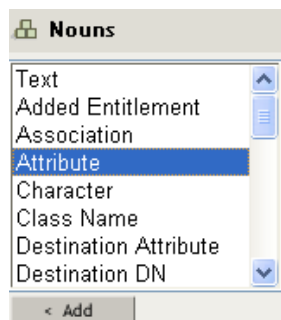 Nouns
Text
Added Entitlement
Association
Attribute
Character
Class Name
Destination Attribute
Destination DN
< Add